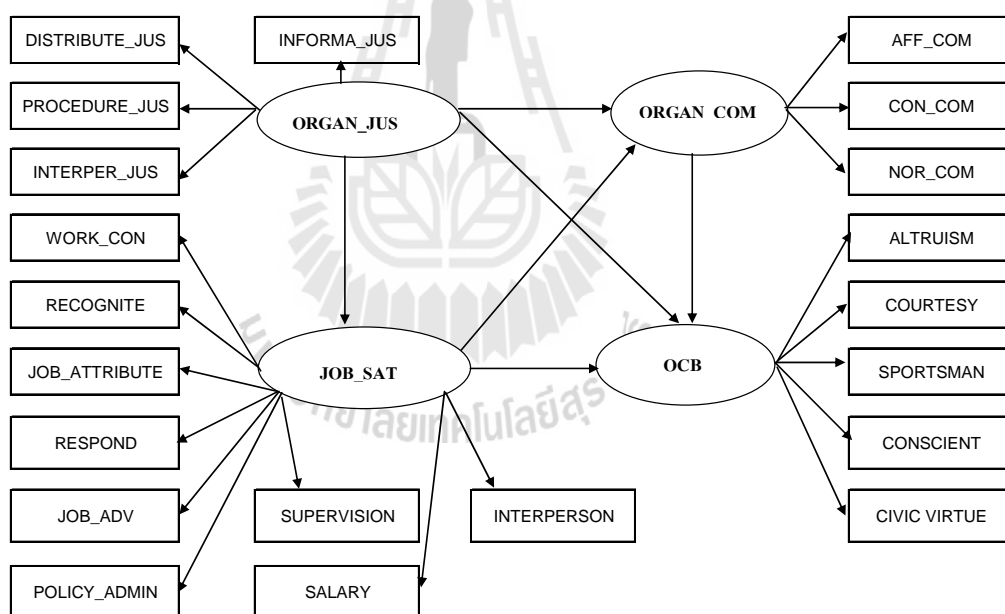 DISTRIBUTE_JUS
INFORMA_JUS
AFF_COM
PROCEDURE_JUS
ORGAN_JUS
ORGAN COM
CON_COM
INTERPER_JUS
NOR_COM
WORK_CON
ALTRUISM
RECOGNITE
COURTESY
JOB_ATTRIBUTE
JOB_SAT
OCB
SPORTSMAN
RESPOND
CONSCIENT
JOB_ADV
SUPERVISION
INTERPERSON
CIVIC VIRTUE
POLICY_ADMIN
SALARY